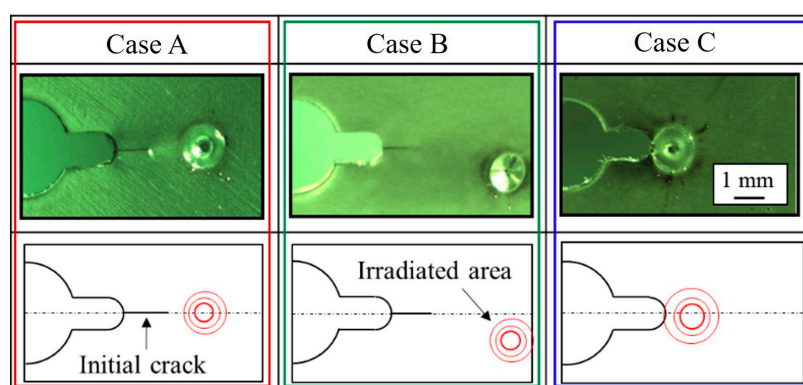 Case A
Case B
Case C
1 mm
Irradiated area
Initial crack